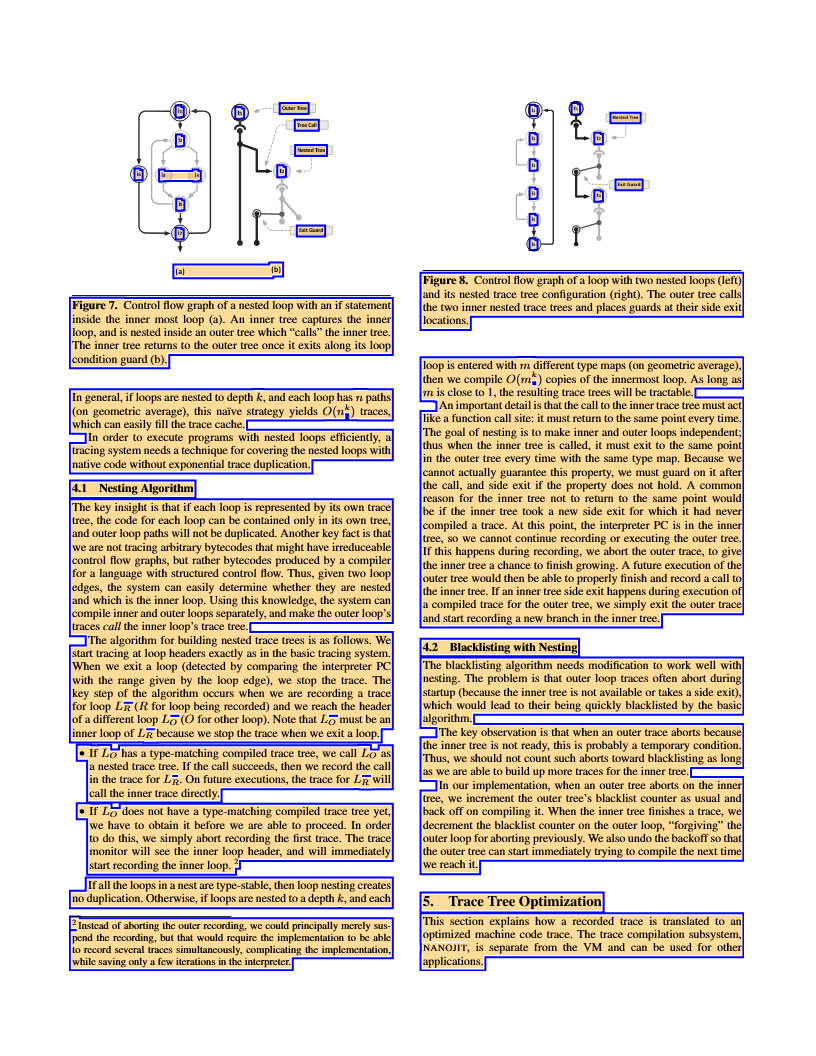 Outer Tree
Tree Call
Nested Tree
Exit Guard
(a) (b)
Figure 7. Control flow graph of a nested loop with an if statement
inside the inner most loop (a). An inner tree captures the inner
loop, and is nested inside an outer tree which “calls” the inner tree.
The inner tree returns to the outer tree once it exits along its loop
condition guard (b).
In general, if loops are nested to depth k, and each loop has n paths
(on geometric average), this naïve strategy yields O(n^k) traces,
which can easily fill the trace cache.
In order to execute programs with nested loops efficiently, a
tracing system needs a technique for covering the nested loops with
native code without exponential trace duplication.
4.1 Nesting Algorithm
The key insight is that if each loop is represented by its own trace
tree, the code for each loop can be contained only in its own tree,
and outer loop paths will not be duplicated. Another key fact is that
we are not tracing arbitrary bytecodes that might have irreduceable
control flow graphs, but rather bytecodes produced by a compiler
for a language with structured control flow. Thus, given two loop
edges, the system can easily determine whether they are nested
and which is the inner loop. Using this knowledge, the system can
compile inner and outer loops separately, and make the outer loop’s
traces call the inner loop’s trace tree.
The algorithm for building nested trace trees is as follows. We
start tracing at loop headers exactly as in the basic tracing system.
When we exit a loop (detected by comparing the interpreter PC
with the range given by the loop edge), we stop the trace. The
key step of the algorithm occurs when we are recording a trace
for loop L_R (R for loop being recorded) and we reach the header
of a different loop L_O (O for other loop). Note that L_O must be an
inner loop of L_R because we stop the trace when we exit a loop.
• If L_O has a type-matching compiled trace tree, we call L_O as
a nested trace tree. If the call succeeds, then we record the call
in the trace for L_R. On future executions, the trace for L_R will
call the inner trace directly.
• If L_O does not have a type-matching compiled trace tree yet,
we have to obtain it before we are able to proceed. In order
to do this, we simply abort recording the first trace. The trace
monitor will see the inner loop header, and will immediately
start recording the inner loop. 2
If all the loops in a nest are type-stable, then loop nesting creates
no duplication. Otherwise, if loops are nested to a depth k, and each
2 Instead of aborting the outer recording, we could principally merely sus-
pend the recording, but that would require the implementation to be able
to record several traces simultaneously, complicating the implementation,
while saving only a few iterations in the interpreter.
Nested Tree
Exit Guard
Figure 8. Control flow graph of a loop with two nested loops (left)
and its nested trace tree configuration (right). The outer tree calls
the two inner nested trace trees and places guards at their side exit
locations.
loop is entered with m different type maps (on geometric average),
then we compile O(m^k) copies of the innermost loop. As long as
m is close to 1, the resulting trace trees will be tractable.
An important detail is that the call to the inner trace tree must act
like a function call site: it must return to the same point every time.
The goal of nesting is to make inner and outer loops independent;
thus when the inner tree is called, it must exit to the same point
in the outer tree every time with the same type map. Because we
cannot actually guarantee this property, we must guard on it after
the call, and side exit if the property does not hold. A common
reason for the inner tree not to return to the same point would
be if the inner tree took a new side exit for which it had never
compiled a trace. At this point, the interpreter PC is in the inner
tree, so we cannot continue recording or executing the outer tree.
If this happens during recording, we abort the outer trace, to give
the inner tree a chance to finish growing. A future execution of the
outer tree would then be able to properly finish and record a call to
the inner tree. If an inner tree side exit happens during execution of
a compiled trace for the outer tree, we simply exit the outer trace
and start recording a new branch in the inner tree.
4.2 Blacklisting with Nesting
The blacklisting algorithm needs modification to work well with
nesting. The problem is that outer loop traces often abort during
startup (because the inner tree is not available or takes a side exit),
which would lead to their being quickly blacklisted by the basic
algorithm.
The key observation is that when an outer trace aborts because
the inner tree is not ready, this is probably a temporary condition.
Thus, we should not count such aborts toward blacklisting as long
as we are able to build up more traces for the inner tree.
In our implementation, when an outer tree aborts on the inner
tree, we increment the outer tree’s blacklist counter as usual and
back off on compiling it. When the inner tree finishes a trace, we
decrement the blacklist counter on the outer loop, “forgiving” the
outer loop for aborting previously. We also undo the backoff so that
the outer tree can start immediately trying to compile the next time
we reach it.
5. Trace Tree Optimization
This section explains how a recorded trace is translated to an
optimized machine code trace. The trace compilation subsystem,
NANOJIT, is separate from the VM and can be used for other
applications.